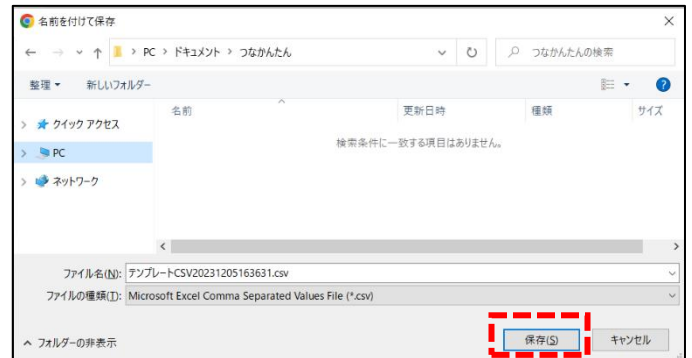 名前を付けて保存
PC > ドキュメント > つなかんたん
つなかんたんの検索
整理 新しいフォルダー
名前 更新日時 種類 サイズ
クイック アクセス
検索条件に一致する項目はありません。
PC
ネットワーク
ファイル名(N): テンプレートCSV20231205163631.csv
ファイルの種類(T): Microsoft Excel Comma Separated Values File (*.csv)
フォルダーの非表示
保存(S) キャンセル